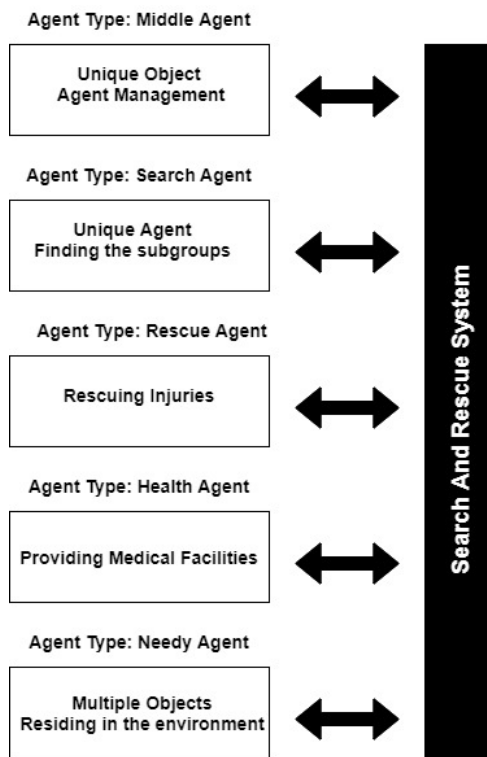 Agent Type: Middle Agent
Unique Object
Agent Management
Agent Type: Search Agent
Unique Agent
Finding the subgroups
Agent Type: Rescue Agent
Rescuing Injuries
Agent Type: Health Agent
Providing Medical Facilities
Agent Type: Needy Agent
Multiple Objects
Residing in the environment
Search And Rescue System